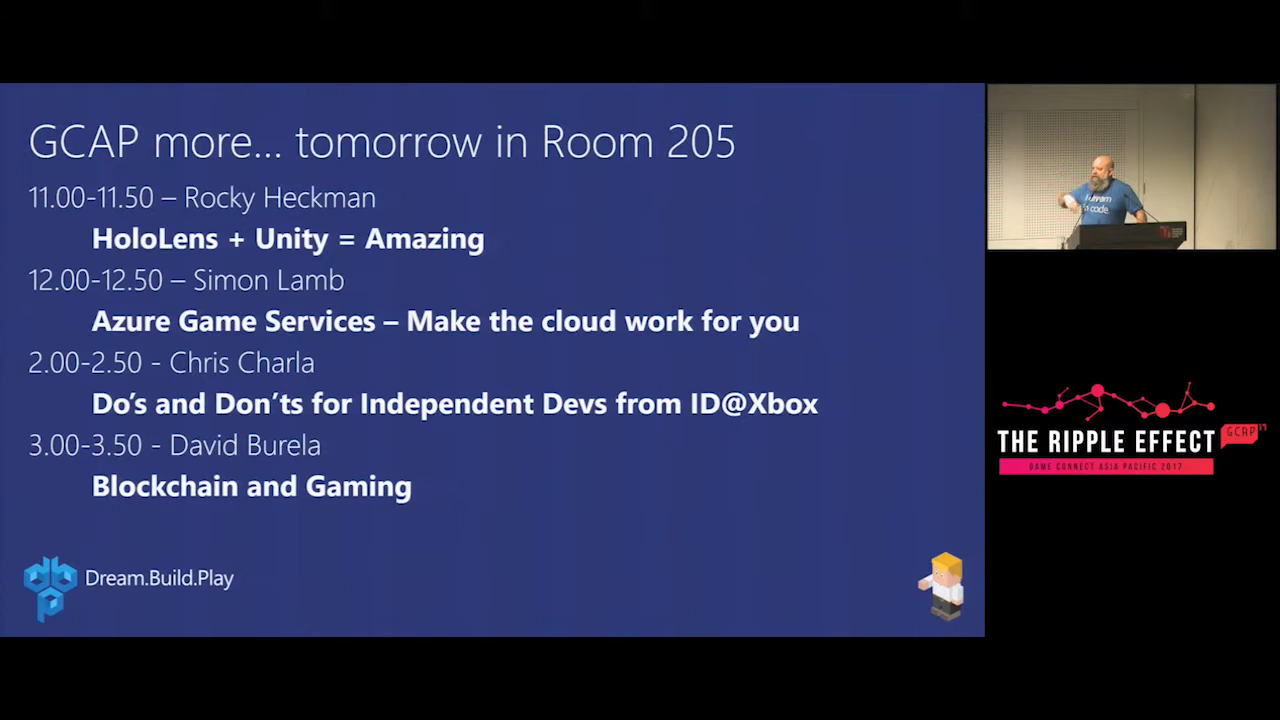 GCAP more... tomorrow in Room 205
11.00-11.50 – Rocky Heckman
HoloLens + Unity = Amazing
12.00-12.50 – Simon Lamb
Azure Game Services – Make the cloud work for you
2.00-2.50 - Chris Charla
Do's and Don'ts for Independent Devs from ID@Xbox
3.00-3.50 - David Burela
Blockchain and Gaming
Dream.Build.Play
code.
THE RIPPLE EFFECT
GCAP17
GAME CONNECT ASIA PACIFIC 2017